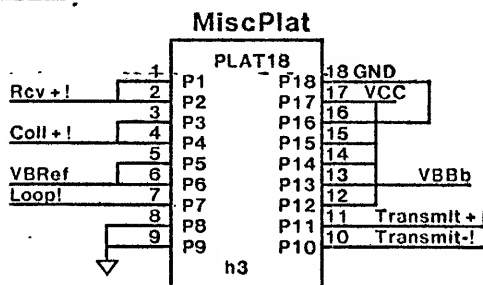 MiscPlat
PLAT18
1 P1 P18 18 GND
Rcv+! 2 P2 P17 17 VCC
3 P3 P16 16
Coll+! 4 P4 P15 15
5 P5 P14 14
VBRef 6 P6 P13 13 VBBb
Loop! 7 P7 P12 12
8 P8 P11 11 Transmit+!
9 P9 P10 10 Transmit-!
h3